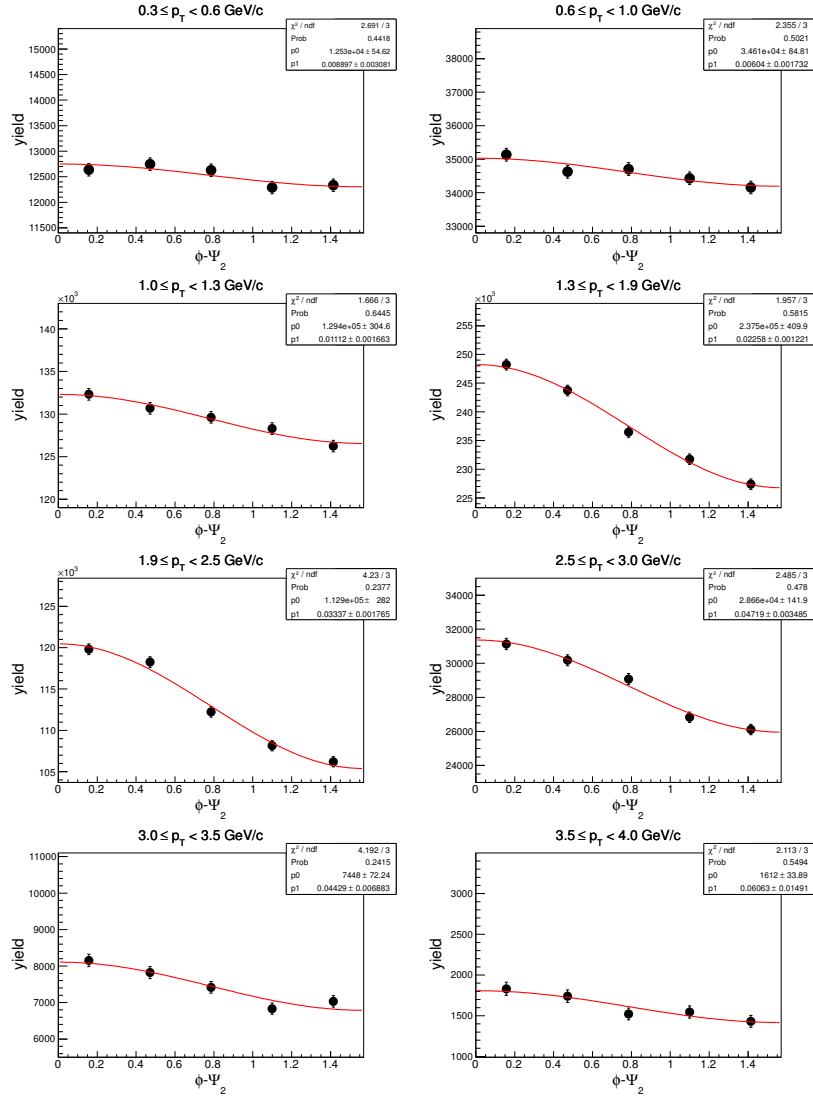 0.3 ≤ p_T < 0.6 GeV/c
χ² / ndf 2.691 / 3
Prob 0.4418
p0 1.253e+04 ± 54.62
p1 0.008897 ± 0.003081
yield
15000
14500
14000
13500
13000
12500
12000
11500
0 0.2 0.4 0.6 0.8 1 1.2 1.4
ϕ-Ψ_2
0.6 ≤ p_T < 1.0 GeV/c
χ² / ndf 2.355 / 3
Prob 0.5021
p0 3.461e+04 ± 84.81
p1 0.00604 ± 0.001732
yield
38000
37000
36000
35000
34000
33000
0 0.2 0.4 0.6 0.8 1 1.2 1.4
ϕ-Ψ_2
1.0 ≤ p_T < 1.3 GeV/c
×10³
χ² / ndf 1.666 / 3
Prob 0.6445
p0 1.294e+05 ± 304.6
p1 0.01112 ± 0.001663
yield
140
135
130
125
120
0 0.2 0.4 0.6 0.8 1 1.2 1.4
ϕ-Ψ_2
1.3 ≤ p_T < 1.9 GeV/c
×10³
χ² / ndf 1.957 / 3
Prob 0.5815
p0 2.375e+05 ± 409.9
p1 0.02258 ± 0.001221
yield
255
250
245
240
235
230
225
0 0.2 0.4 0.6 0.8 1 1.2 1.4
ϕ-Ψ_2
1.9 ≤ p_T < 2.5 GeV/c
×10³
χ² / ndf 4.23 / 3
Prob 0.2377
p0 1.129e+05 ± 282
p1 0.03337 ± 0.001765
yield
125
120
115
110
105
0 0.2 0.4 0.6 0.8 1 1.2 1.4
ϕ-Ψ_2
2.5 ≤ p_T < 3.0 GeV/c
χ² / ndf 2.485 / 3
Prob 0.478
p0 2.866e+04 ± 141.9
p1 0.04719 ± 0.003485
yield
34000
32000
30000
28000
26000
24000
0 0.2 0.4 0.6 0.8 1 1.2 1.4
ϕ-Ψ_2
3.0 ≤ p_T < 3.5 GeV/c
χ² / ndf 4.192 / 3
Prob 0.2415
p0 7448 ± 72.24
p1 0.04429 ± 0.006883
yield
11000
10000
9000
8000
7000
6000
0 0.2 0.4 0.6 0.8 1 1.2 1.4
ϕ-Ψ_2
3.5 ≤ p_T < 4.0 GeV/c
χ² / ndf 2.113 / 3
Prob 0.5494
p0 1612 ± 33.89
p1 0.06063 ± 0.01491
yield
3000
2500
2000
1500
1000
0 0.2 0.4 0.6 0.8 1 1.2 1.4
ϕ-Ψ_2